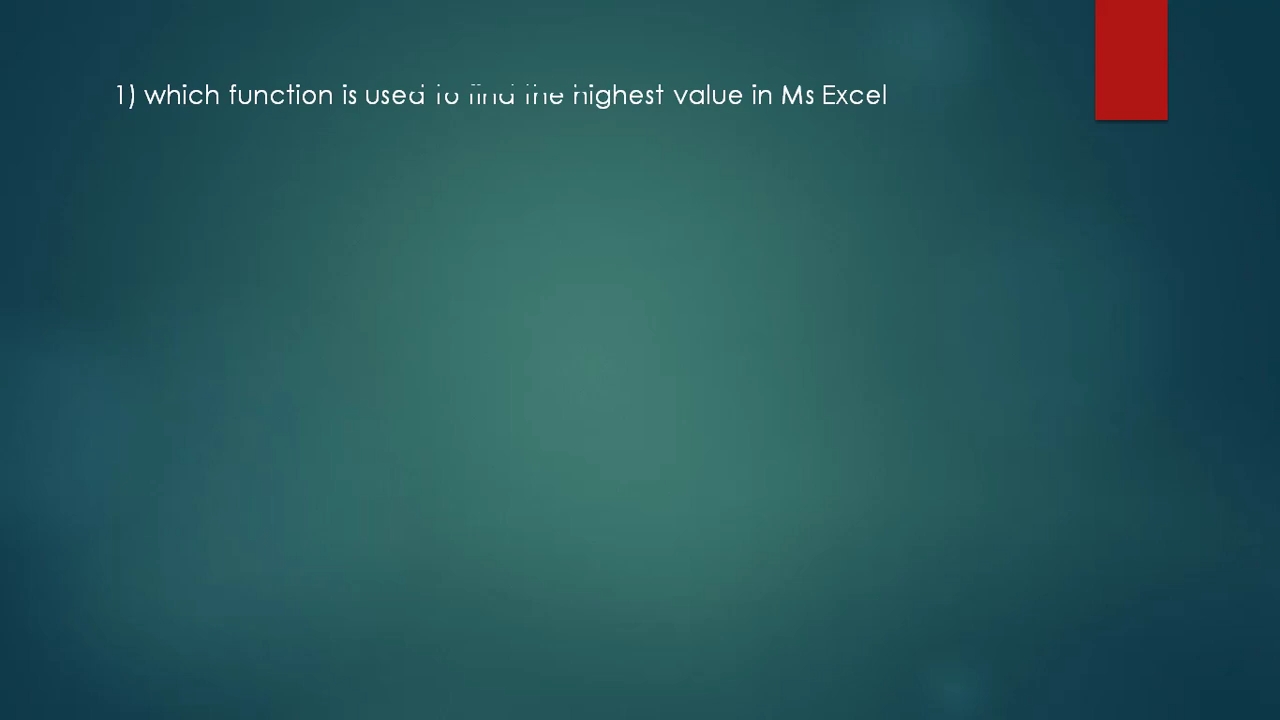 1) which function is used to find the highest value in Ms Excel